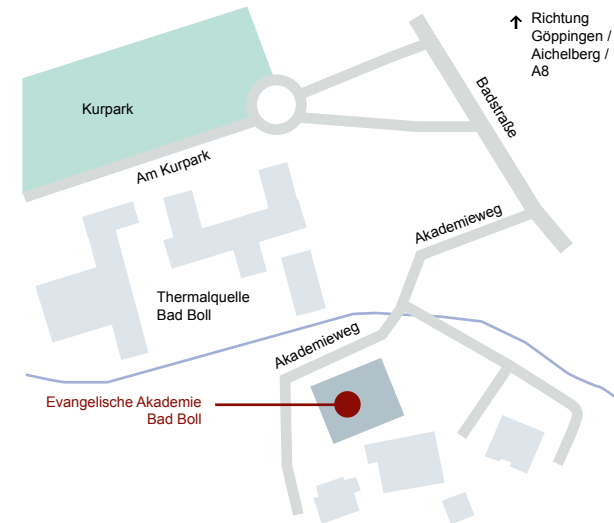 Richtung
Göppingen /
Aichelberg /
A8
Kurpark
Badstraße
Am Kurpark
Akademieweg
Thermalquelle
Bad Boll
Akademieweg
Evangelische Akademie
Bad Boll